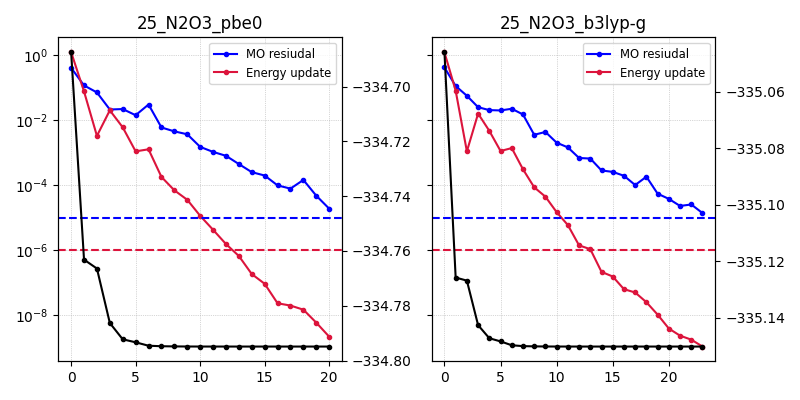 25_N2O3_pbe0
25_N2O3_b3lyp-g
MO resiudal
Energy update
MO resiudal
Energy update
10^0
10^-2
10^-4
10^-6
10^-8
−334.70
−334.72
−334.74
−334.76
−334.78
−334.80
−335.06
−335.08
−335.10
−335.12
−335.14
0 5 10 15 20
0 5 10 15 20